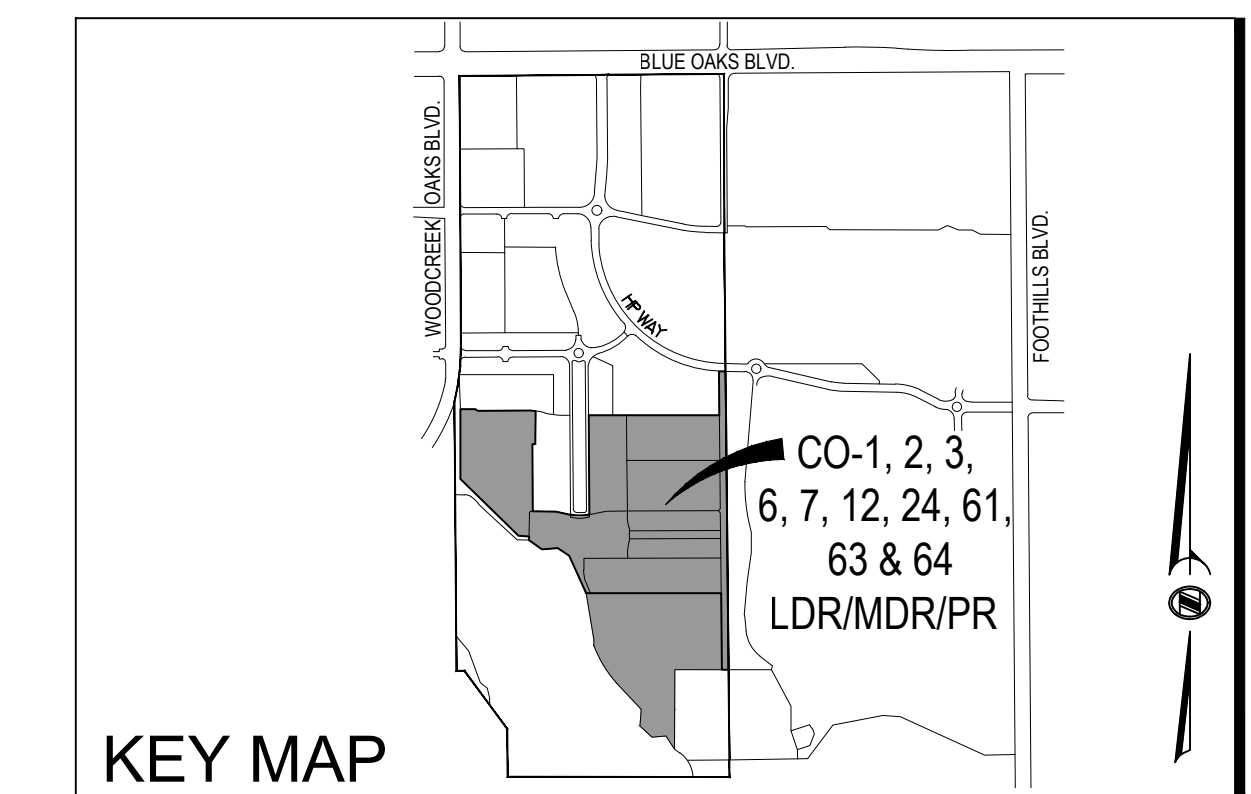 BLUE OAKS BLVD.
WOODCREEK OAKS BLVD.
FOOTHILLS BLVD.
HP WAY
CO-1, 2, 3,
6, 7, 12, 24, 61,
63 & 64
LDR/MDR/PR
KEY MAP